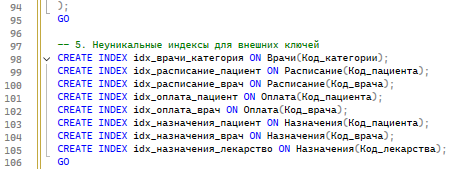 94 );
95 GO
96
97 -- 5. Неуникальные индексы для внешних ключей
98 CREATE INDEX idx_врачи_категория ON Врачи(Код_категории);
99 CREATE INDEX idx_расписание_пациент ON Расписание(Код_пациента);
100 CREATE INDEX idx_расписание_врач ON Расписание(Код_врача);
101 CREATE INDEX idx_оплата_пациент ON Оплата(Код_пациента);
102 CREATE INDEX idx_оплата_врач ON Оплата(Код_врача);
103 CREATE INDEX idx_назначения_пациент ON Назначения(Код_пациента);
104 CREATE INDEX idx_назначения_врач ON Назначения(Код_врача);
105 CREATE INDEX idx_назначения_лекарство ON Назначения(Код_лекарства);
106 GO